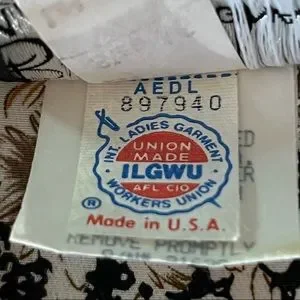 AEDL
897940
INT. LADIES GARMENT
UNION
MADE
ILGWU
AFL CIO
WORKERS UNION
®
Made in U.S.A.
REMOVE PROMPTLY